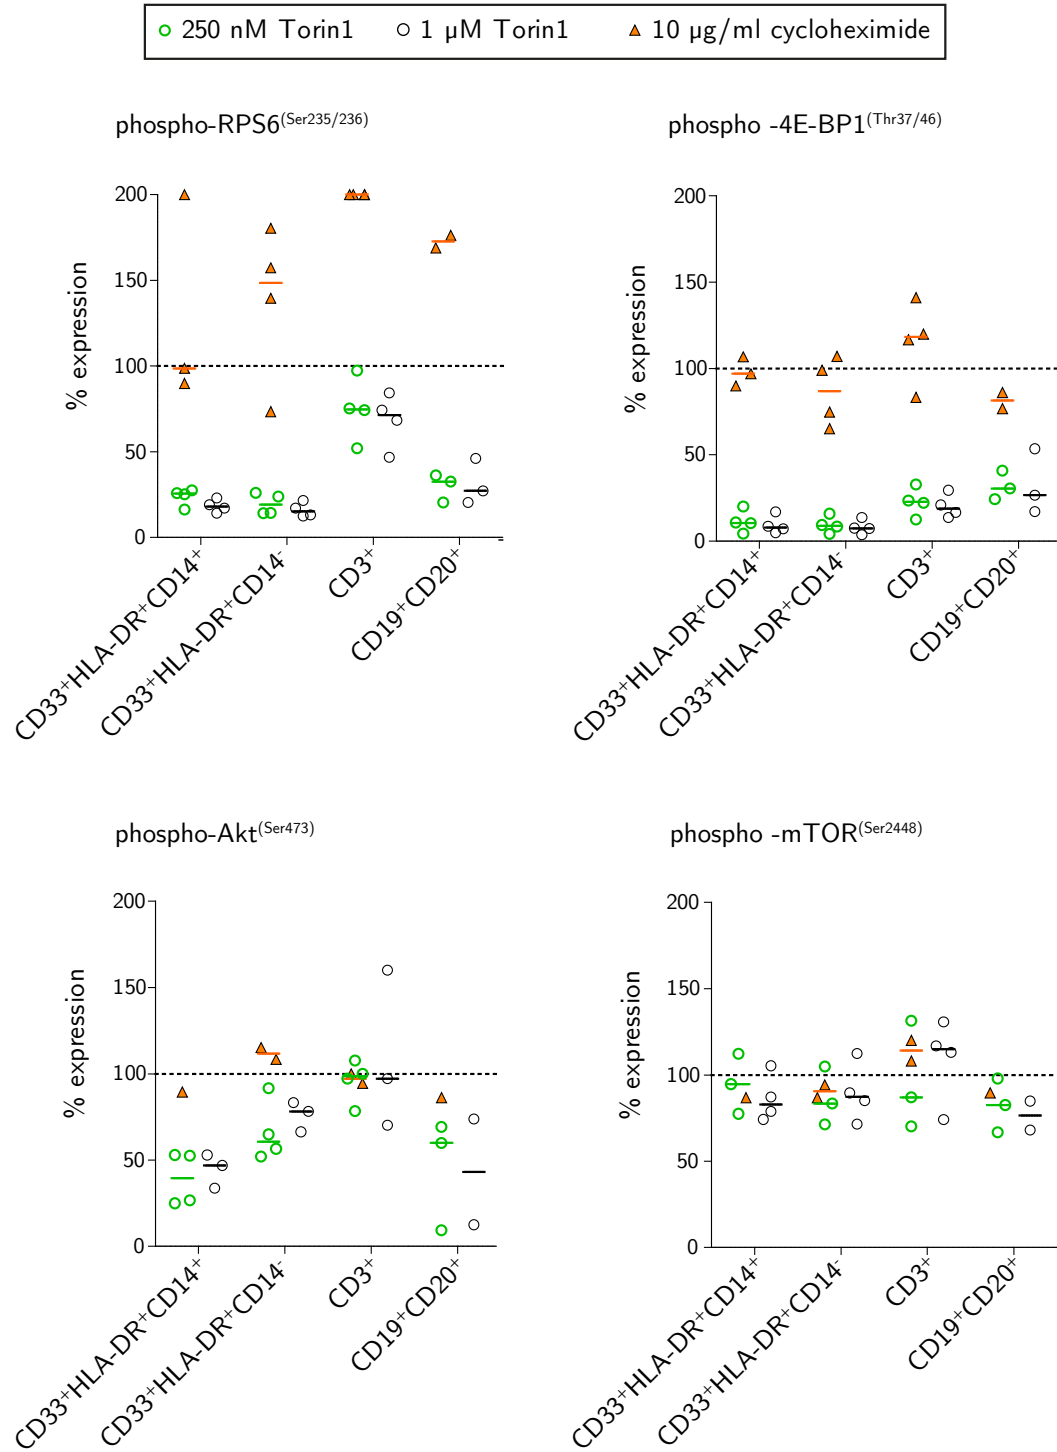 250 nM Torin1 1 µM Torin1 10 µg/ml cycloheximide
phospho-RPS6(Ser235/236)
% expression
200
150
100
50
0
CD33+HLA-DR+CD14+
CD33+HLA-DR+CD14-
CD3+
CD19+CD20+
phospho -4E-BP1(Thr37/46)
% expression
200
150
100
50
0
CD33+HLA-DR+CD14+
CD33+HLA-DR+CD14-
CD3+
CD19+CD20+
phospho-Akt(Ser473)
% expression
200
150
100
50
0
CD33+HLA-DR+CD14+
CD33+HLA-DR+CD14-
CD3+
CD19+CD20+
phospho -mTOR(Ser2448)
% expression
200
150
100
50
0
CD33+HLA-DR+CD14+
CD33+HLA-DR+CD14-
CD3+
CD19+CD20+